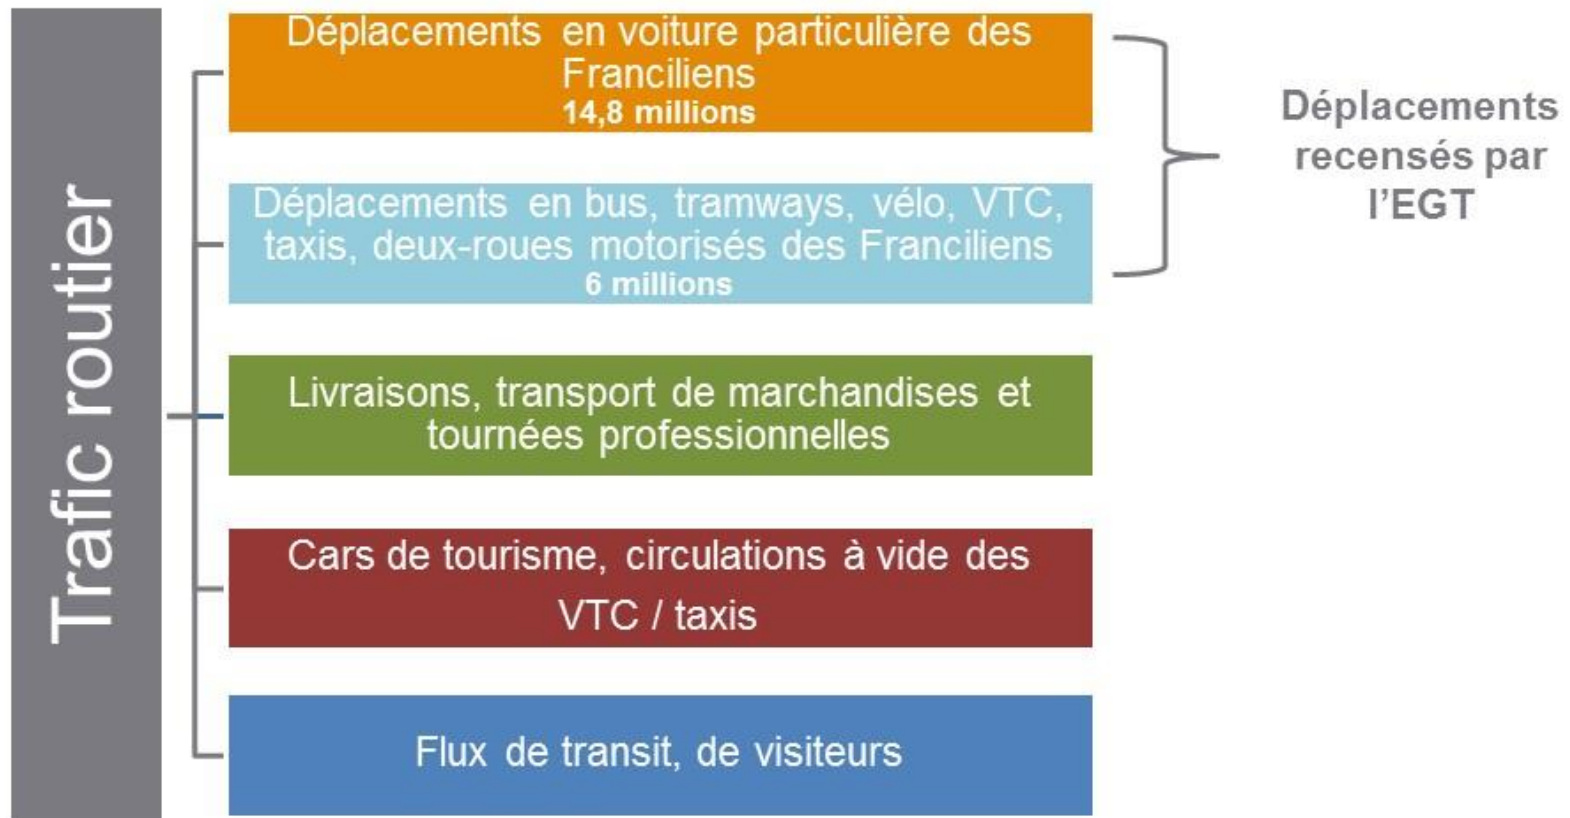 Trafic routier
Déplacements en voiture particulière des
Franciliens
14,8 millions
Déplacements en bus, tramways, vélo, VTC,
taxis, deux-roues motorisés des Franciliens
6 millions
Livraisons, transport de marchandises et
tournées professionnelles
Cars de tourisme, circulations à vide des
VTC / taxis
Flux de transit, de visiteurs
Déplacements
recensés par
l'EGT